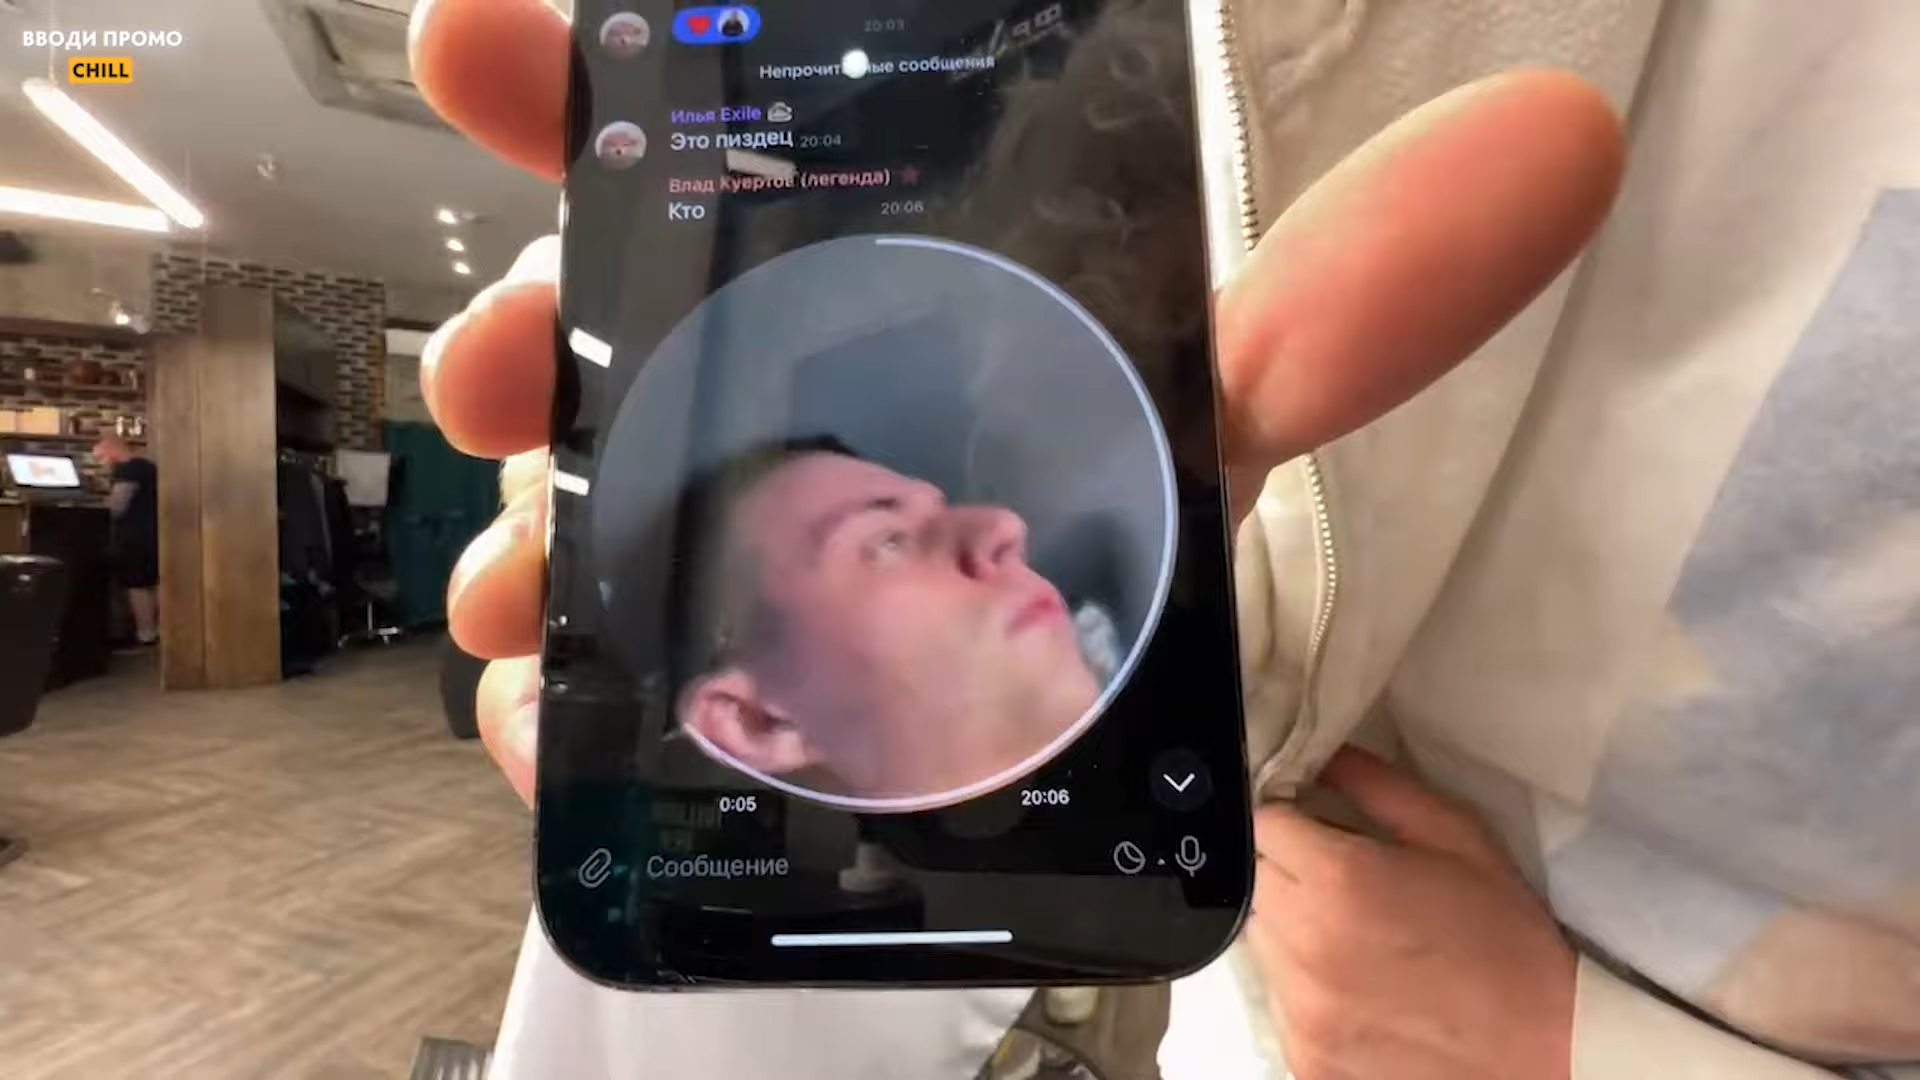 ВВОДИ ПРОМО
CHILL
20:03
Непрочитанные сообщения
Илья Exile
Это пиздец 20:04
Влад Куертов (легенда)
Кто 20:06
0:05 20:06
Сообщение